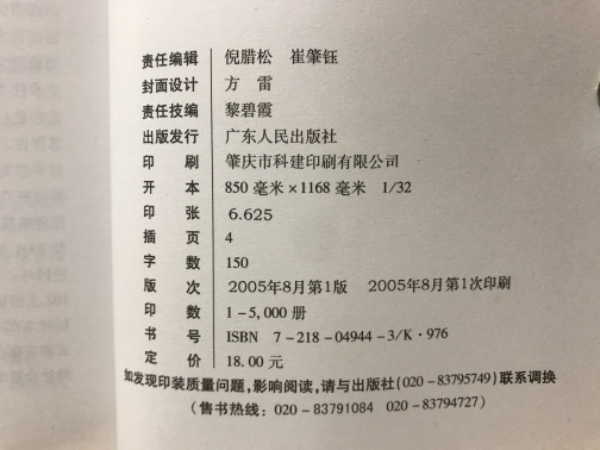 责任编辑 倪腊松 崔肇钰
封面设计 方 雷
责任技编 黎碧霞
出版发行 广东人民出版社
印 刷 肇庆市科建印刷有限公司
开 本 850毫米×1168毫米 1/32
印 张 6.625
插 页 4
字 数 150
版 次 2005年8月第1版 2005年8月第1次印刷
印 数 1-5,000册
书 号 ISBN 7-218-04944-3/K·976
定 价 18.00元
如发现印装质量问题,影响阅读,请与出版社(020-83795749)联系调换
(售书热线:020-83791084 020-83794727)